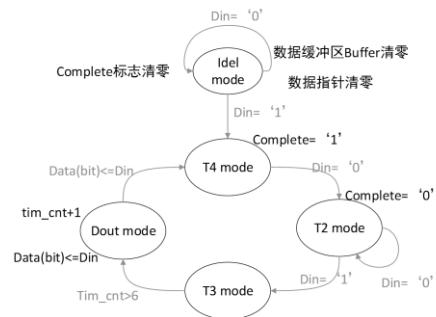 Din= ‘0’
Complete标志清零
Idel
mode
数据缓冲区Buffer清零
数据指针清零
Din= ‘1’
Complete= ‘1’
T4 mode
Data(bit)<=Din
Din= ‘0’
Complete= ‘0’
tim_cnt+1
Dout mode
T2 mode
Data(bit)<=Din
Din= ‘1’
Din= ‘0’
Tim_cnt>6
T3 mode